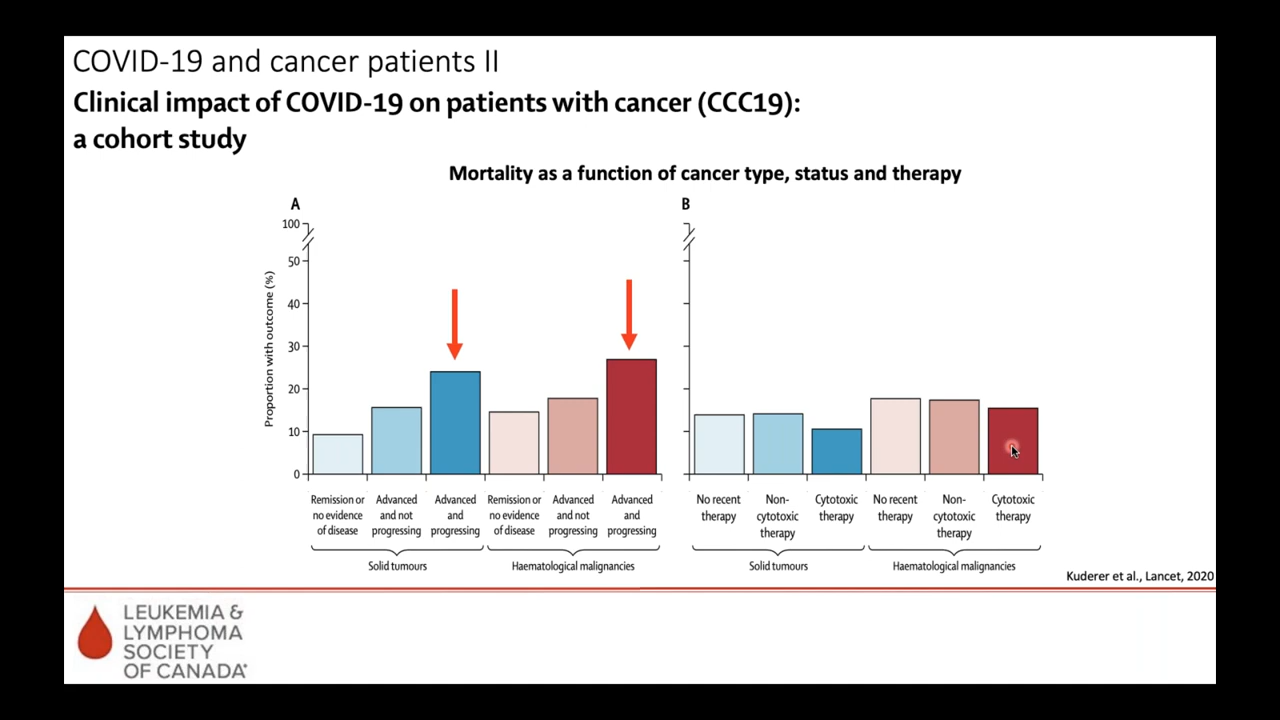 COVID-19 and cancer patients II
Clinical impact of COVID-19 on patients with cancer (CCC19):
a cohort study
Mortality as a function of cancer type, status and therapy
A
100
50
40
30
20
10
0
Proportion with outcome (%)
Remission or
no evidence
of disease
Advanced
and not
progressing
Advanced
and
progressing
Remission or
no evidence
of disease
Advanced
and not
progressing
Advanced
and
progressing
Solid tumours
Haematological malignancies
B
No recent
therapy
Non-
cytotoxic
therapy
Cytotoxic
therapy
No recent
therapy
Non-
cytotoxic
therapy
Cytotoxic
therapy
Solid tumours
Haematological malignancies
Kuderer et al., Lancet, 2020
LEUKEMIA &
LYMPHOMA
SOCIETY
OF CANADA